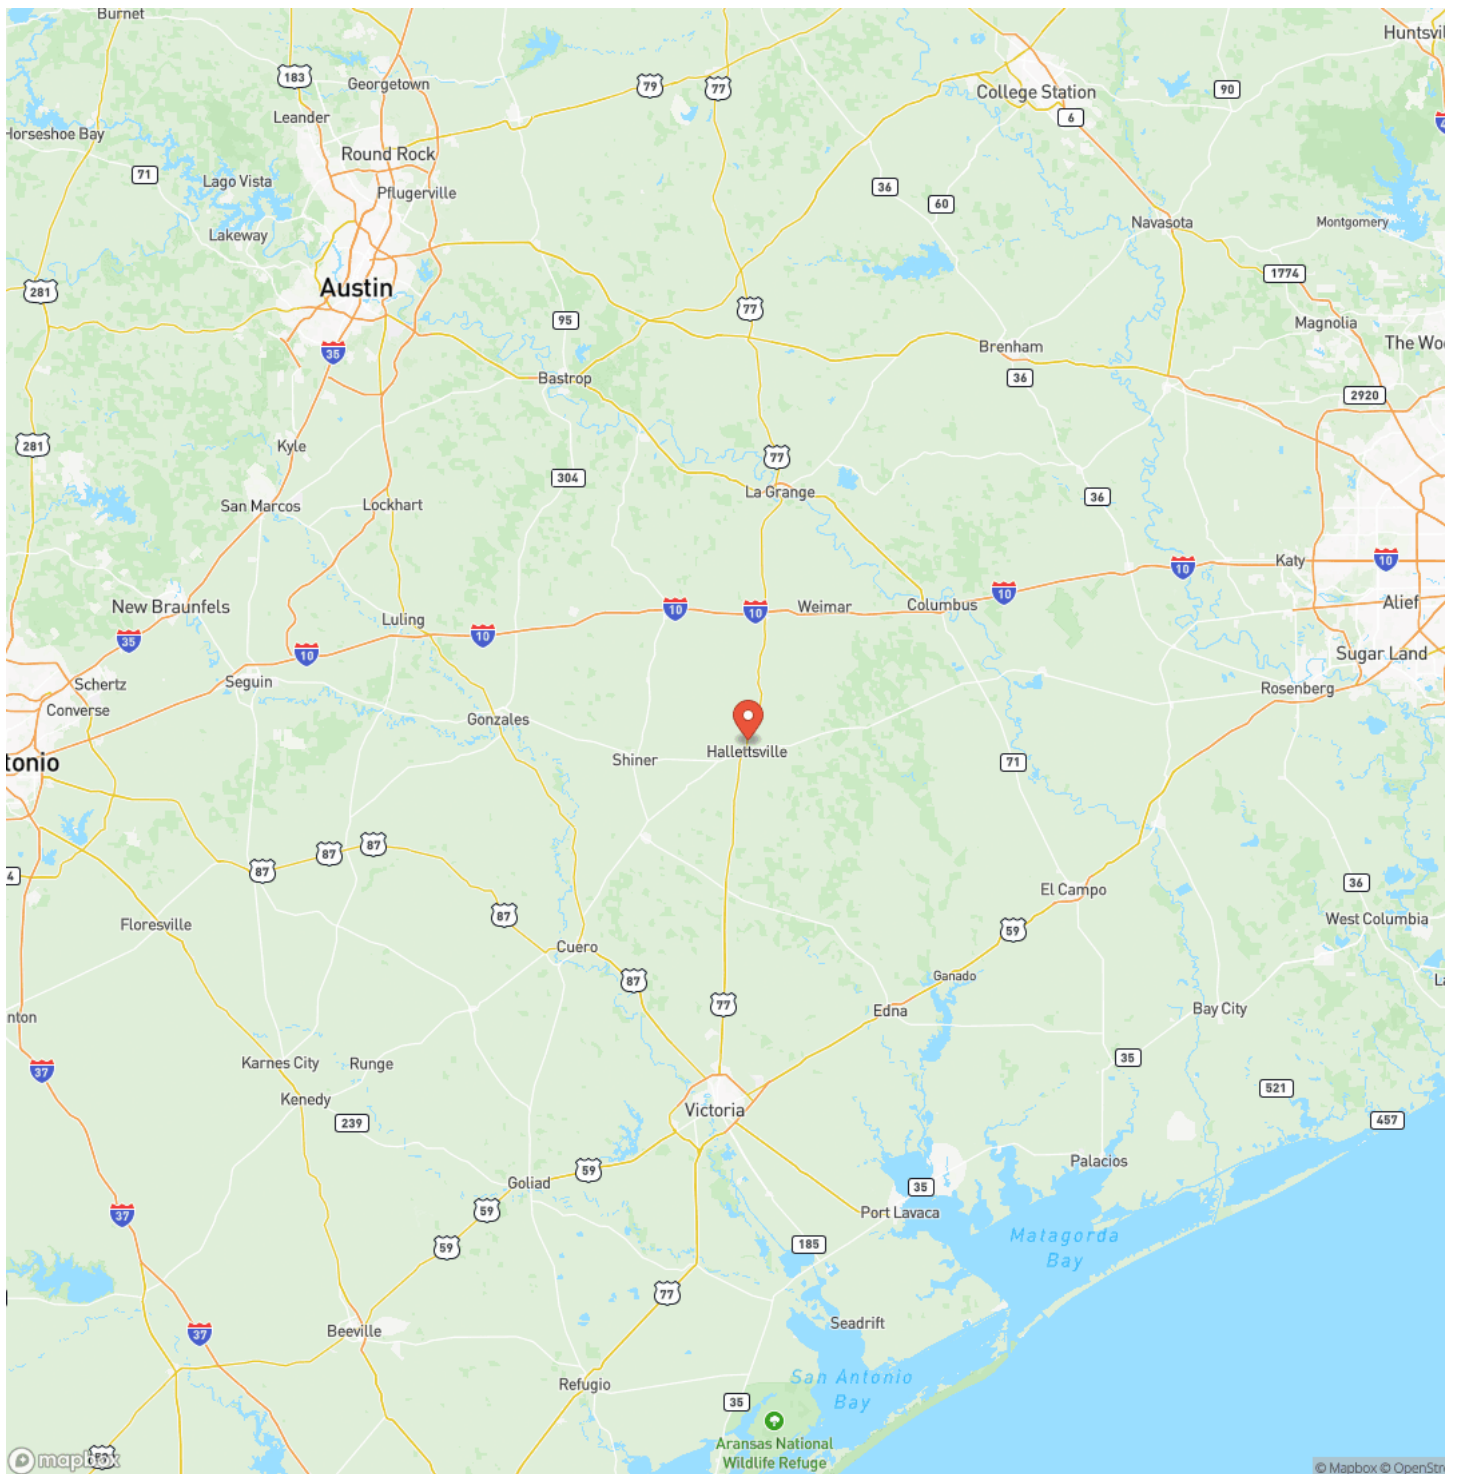 Burnet
Huntsvil
183
Georgetown
79
77
College Station
90
Leander
6
Horseshoe Bay
Round Rock
71
Lago Vista
Pflugerville
36
60
Navasota
Montgomery
Lakeway
1774
281
Austin
77
95
Magnolia
35
Brenham
The Woo
Bastrop
36
2920
281
Kyle
77
304
La Grange
36
San Marcos
Lockhart
10
Katy
10
10
New Braunfels
10
10
Weimar
Columbus
Alief
Luling
35
10
10
Sugar Land
Schertz
Seguin
Rosenberg
Converse
Gonzales
Hallettsville
Shiner
tonio
71
87
87
87
4
El Campo
36
87
West Columbia
Floresville
59
Cuero
87
Ganado
La
77
Edna
Bay City
nton
Karnes City
Runge
35
37
521
Kenedy
Victoria
239
457
Palacios
59
Goliad
35
37
59
Port Lavaca
Matagorda
Bay
59
185
77
Seadrift
37
Beeville
San Antonio
Bay
Refugio
35
Aransas National
Wildlife Refuge
mapbox
© Mapbox © OpenStre